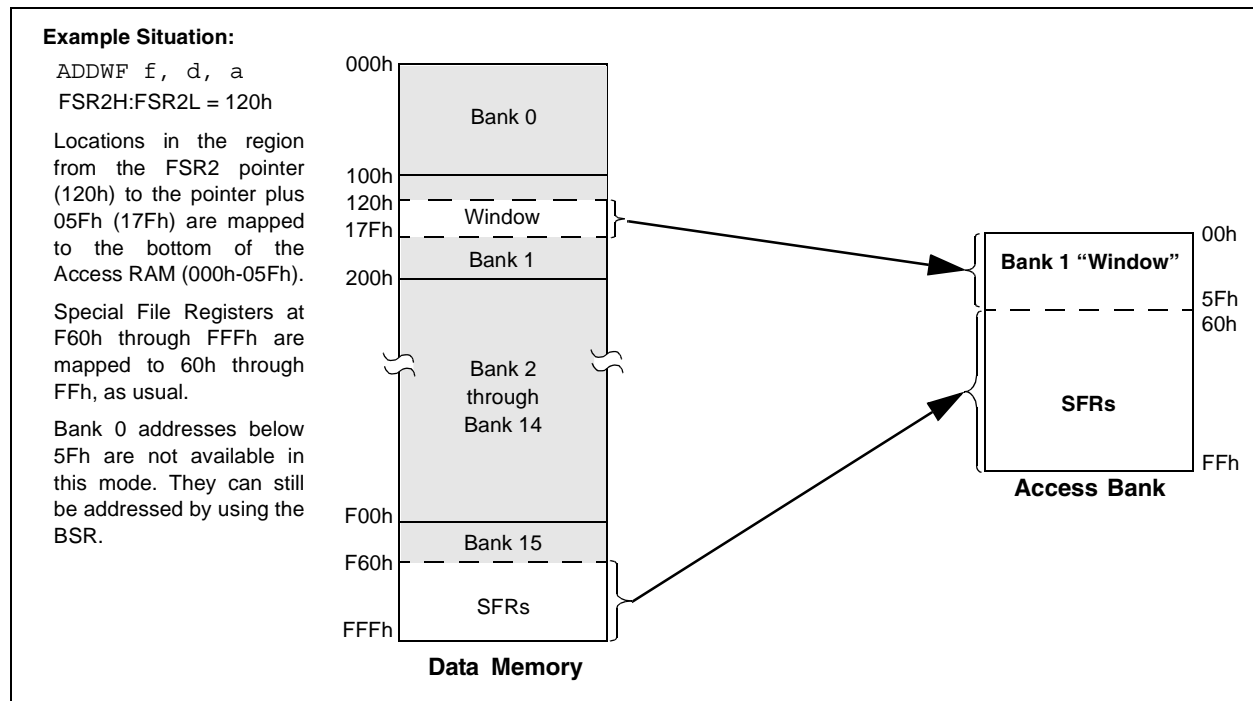 Example Situation:
ADDWF f, d, a
FSR2H:FSR2L = 120h
Locations in the region
from the FSR2 pointer
(120h) to the pointer plus
05Fh (17Fh) are mapped
to the bottom of the
Access RAM (000h-05Fh).
Special File Registers at
F60h through FFFh are
mapped to 60h through
FFh, as usual.
Bank 0 addresses below
5Fh are not available in
this mode. They can still
be addressed by using the
BSR.
000h
Bank 0
100h
120h
Window
17Fh
Bank 1
200h
Bank 2
through
Bank 14
F00h
Bank 15
F60h
SFRs
FFFh
Data Memory
00h
Bank 1 “Window”
5Fh
60h
SFRs
FFh
Access Bank